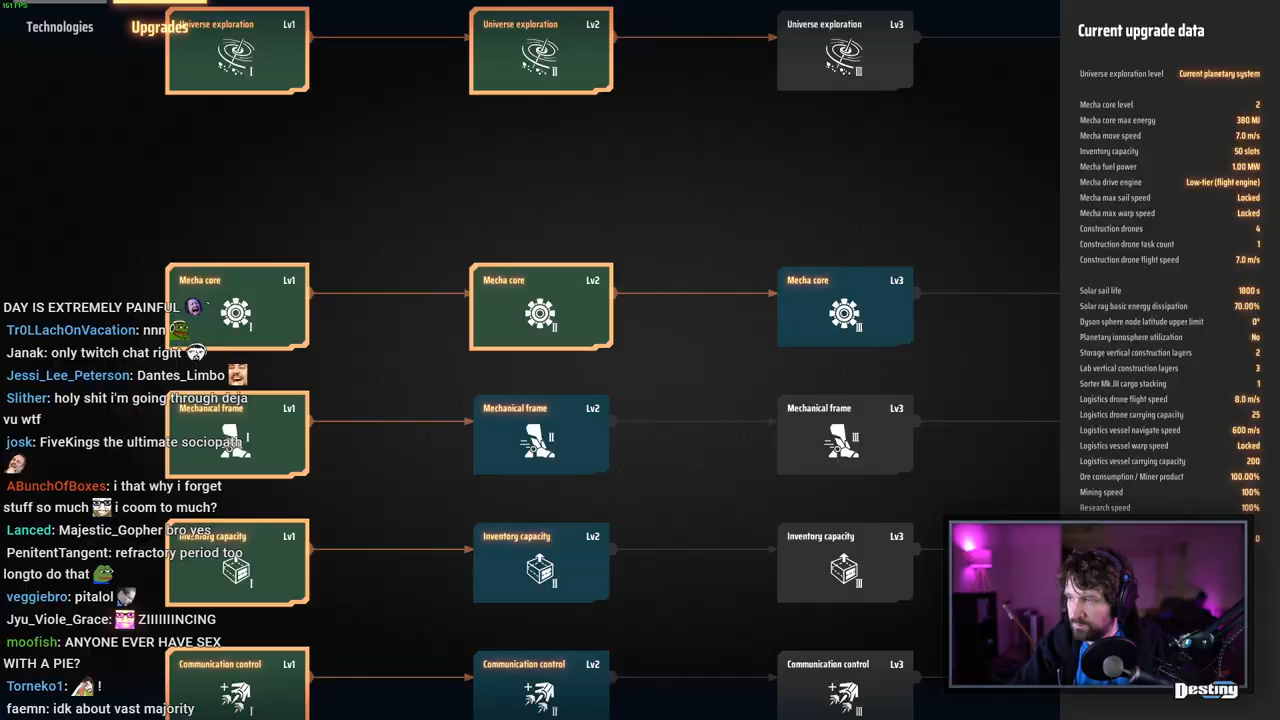 161 FPS
Technologies
Upgrades
Universe exploration Lv1
I
Universe exploration Lv2
II
Universe exploration Lv3
III
Mecha core Lv1
I
Mecha core Lv2
II
Mecha core Lv3
III
Mechanical frame Lv1
I
Mechanical frame Lv2
II
Mechanical frame Lv3
III
Inventory capacity Lv1
I
Inventory capacity Lv2
II
Inventory capacity Lv3
III
Communication control Lv1
I
Communication control Lv2
II
Communication control Lv3
III
DAY IS EXTREMELY PAINFUL
Tr0LLachOnVacation: nnn
Janak: only twitch chat right
Jessi_Lee_Peterson: Dantes_Limbo
Slither: holy shit i'm going through deja
vu wtf
josk: FiveKings the ultimate sociopath
ABunchOfBoxes: i that why i forget
stuff so much i coom to much?
Lanced: Majestic_Gopher bro yes
PenitentTangent: refractory period too
longto do that
veggiebro: pitalol
Jyu_Viole_Grace: ZIIIIIINCING
moofish: ANYONE EVER HAVE SEX
WITH A PIE?
Torneko1: !
faemn: idk about vast majority
Current upgrade data
Universe exploration level Current planetary system
Mecha core level 2
Mecha core max energy 380 MJ
Mecha move speed 7.0 m/s
Inventory capacity 50 slots
Mecha fuel power 1.00 MW
Mecha drive engine Low-tier (flight engine)
Mecha max sail speed Locked
Mecha max warp speed Locked
Construction drones 4
Construction drone task count 1
Construction drone flight speed 7.0 m/s
Solar sail life 1800 s
Solar ray basic energy dissipation 70.00%
Dyson sphere node latitude upper limit 0°
Planetary ionosphere utilization No
Storage vertical construction layers 2
Lab vertical construction layers 3
Sorter Mk.III cargo stacking 1
Logistics drone flight speed 8.0 m/s
Logistics drone carrying capacity 25
Logistics vessel navigate speed 600 m/s
Logistics vessel warp speed Locked
Logistics vessel carrying capacity 200
Ore consumption / Miner product 100.00%
Mining speed 100%
Research speed 100%
0
Destiny